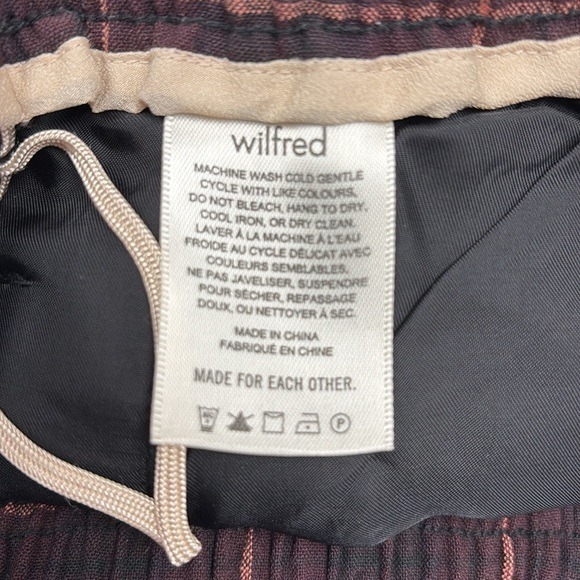 wilfred
MACHINE WASH COLD GENTLE
CYCLE WITH LIKE COLOURS,
DO NOT BLEACH, HANG TO DRY,
COOL IRON, OR DRY CLEAN.
LAVER À LA MACHINE À L'EAU
FROIDE AU CYCLE DÉLICAT AVEC
COULEURS SEMBLABLES,
NE PAS JAVELISER, SUSPENDRE
POUR SÉCHER, REPASSAGE
DOUX, OU NETTOYER À SEC.
MADE IN CHINA
FABRIQUÉ EN CHINE
MADE FOR EACH OTHER.
P